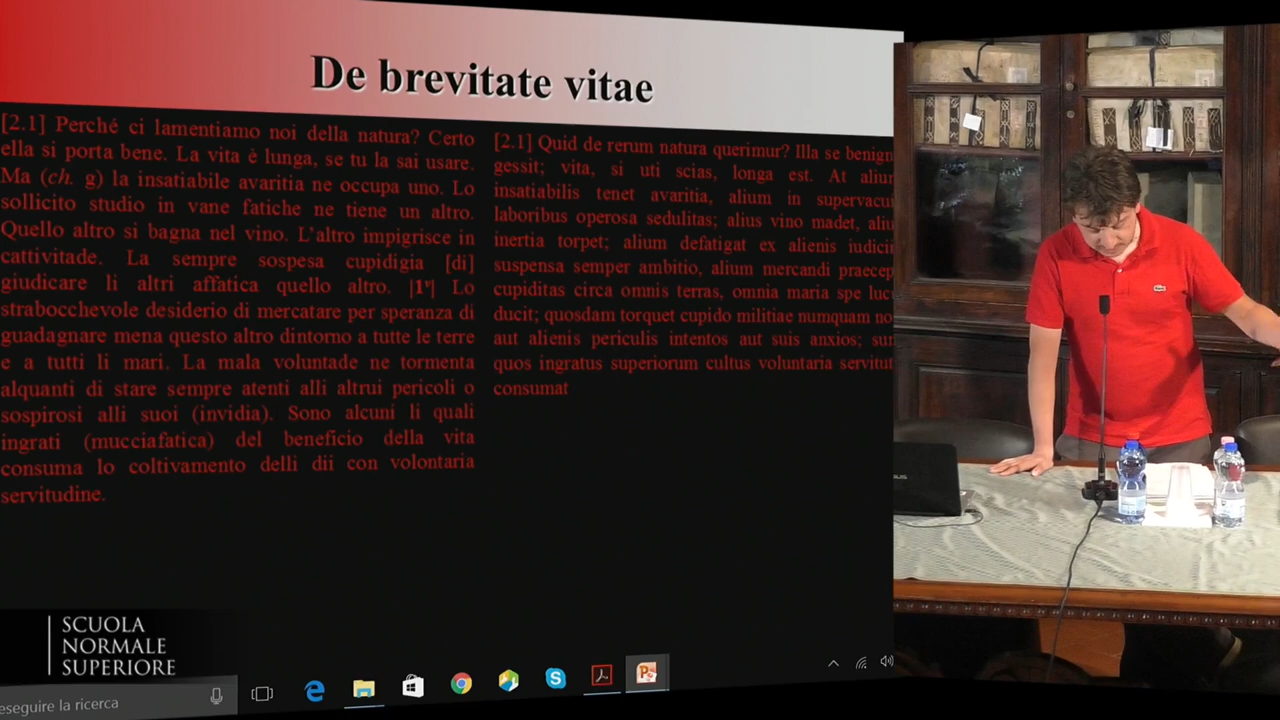 De brevitate vitae
[2.1] Perché ci lamentiamo noi della natura? Certo
ella si porta bene. La vita è lunga, se tu la sai usare.
Ma (ch. g) la insatiabile avaritia ne occupa uno. Lo
sollicito studio in vane fatiche ne tiene un altro.
Quello altro si bagna nel vino. L'altro impigrisce in
cattivitade. La sempre sospesa cupidigia [di]
giudicare li altri affatica quello altro. |1ᵛ| Lo
strabocchevole desiderio di mercatare per speranza di
guadagnare mena questo altro dintorno a tutte le terre
e a tutti li mari. La mala voluntade ne tormenta
alquanti di stare sempre atenti alli altrui pericoli o
sospirosi alli suoi (invidia). Sono alcuni li quali
ingrati (mucciafatica) del beneficio della vita
consuma lo coltivamento delli dii con volontaria
servitudine.
[2.1] Quid de rerum natura querimur? Illa se benign
gessit; vita, si uti scias, longa est. At aliu
insatiabilis tenet avaritia, alium in supervacu
laboribus operosa sedulitas; alius vino madet, aliu
inertia torpet; alium defatigat ex alienis iudici
suspensa semper ambitio, alium mercandi praecep
cupiditas circa omnis terras, omnia maria spe luc
ducit; quosdam torquet cupido militiae numquam no
aut alienis periculis intentos aut suis anxios; su
quos ingratus superiorum cultus voluntaria servitu
consumat
SCUOLA
NORMALE
SUPERIORE
eseguire la ricerca